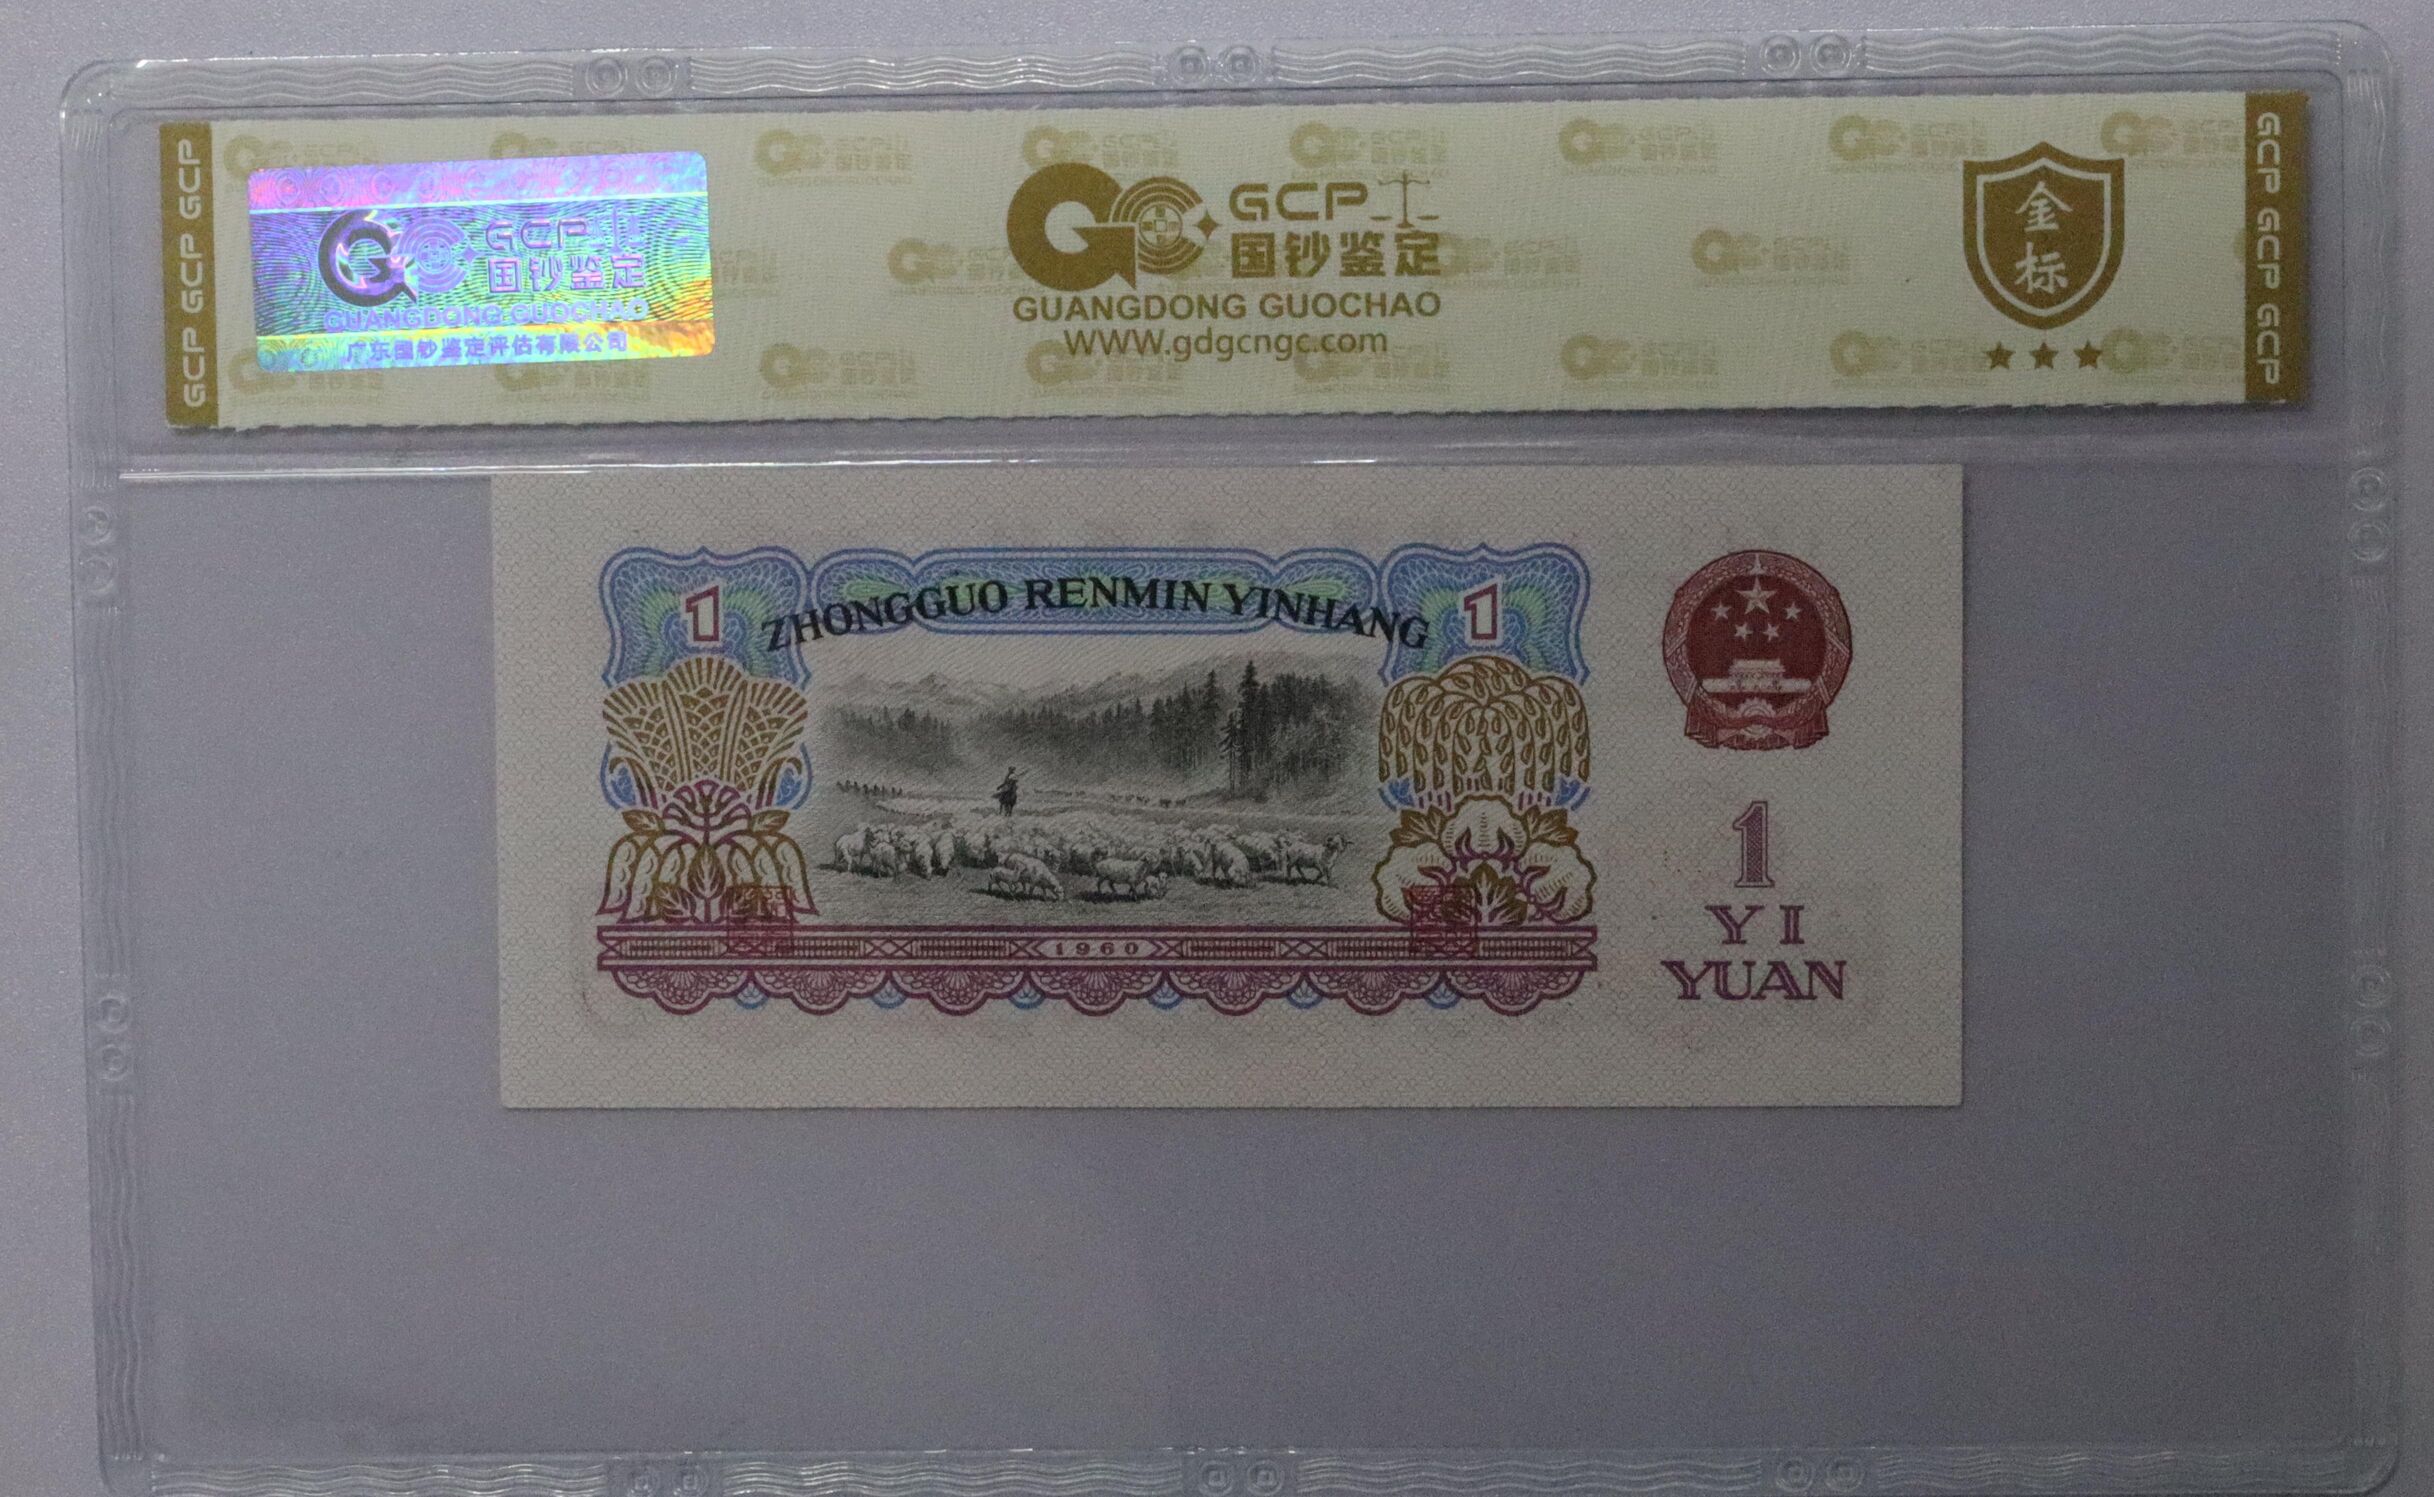 GCP GCP GCP
GCP
国钞鉴定
GUANGDONG GUOCHAO
广东国钞鉴定评估有限公司
GCP
国钞鉴定
GUANGDONG GUOCHAO
WWW.gdgcngc.com
金标
GCP GCP GCP
ZHONGGUO RENMIN YINHANG
1
1
1960
1
YI
YUAN